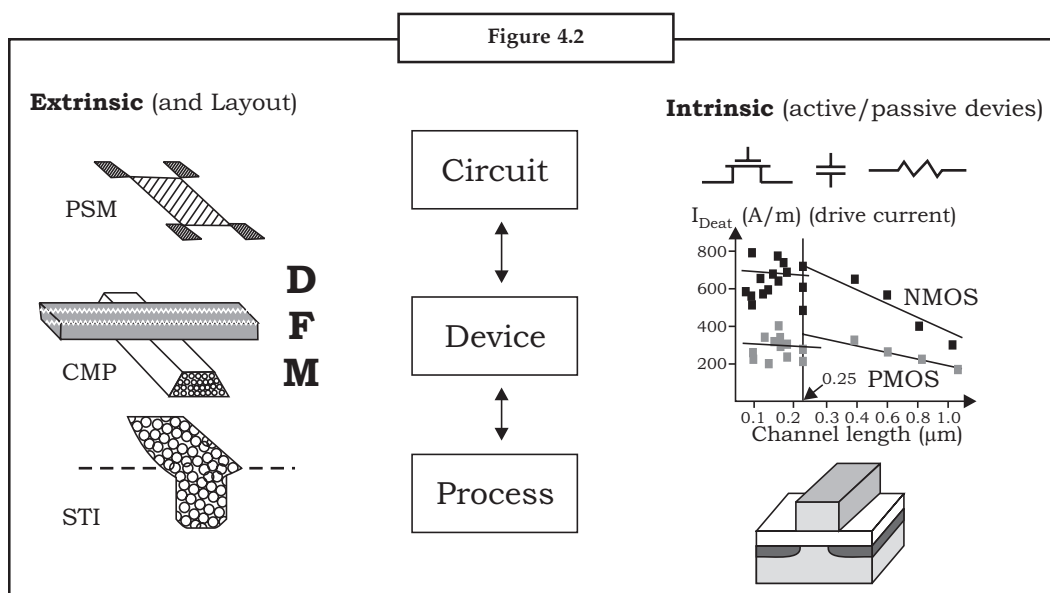 Figure 4.2
Extrinsic (and Layout)
PSM
CMP
STI
D
F
M
Circuit
Device
Process
Intrinsic (active/passive devies)
I Deat (A/m) (drive current)
800
600
400
200
NMOS
PMOS
0.25
0.1 0.2 0.3 0.4 0.6 0.8 1.0
Channel length (μm)